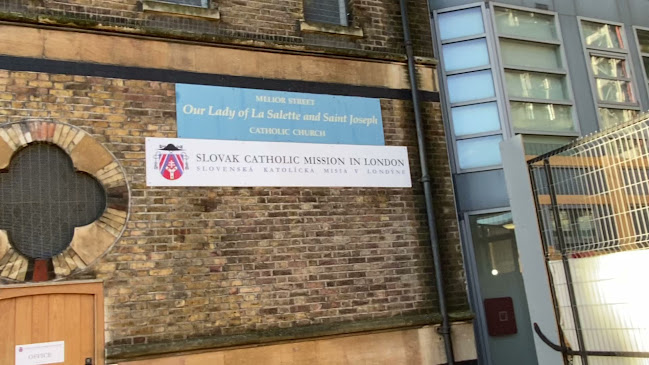 MELIOR STREET
Our Lady of La Salette and Saint Joseph
CATHOLIC CHURCH
SLOVAK CATHOLIC MISSION IN LONDON
SLOVENSKÁ KATOLÍCKA MISIA V LONDÝNE
OFFICE